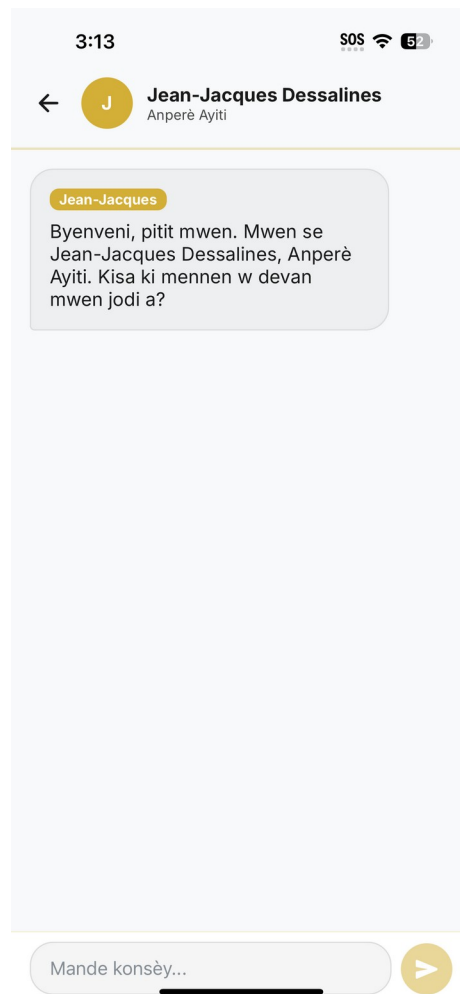 3:13
SOS
52
J
Jean-Jacques Dessalines
Anperè Ayiti
Jean-Jacques
Byenveni, pitit mwen. Mwen se
Jean-Jacques Dessalines, Anperè
Ayiti. Kisa ki mennen w devan
mwen jodi a?
Mande konsèy...